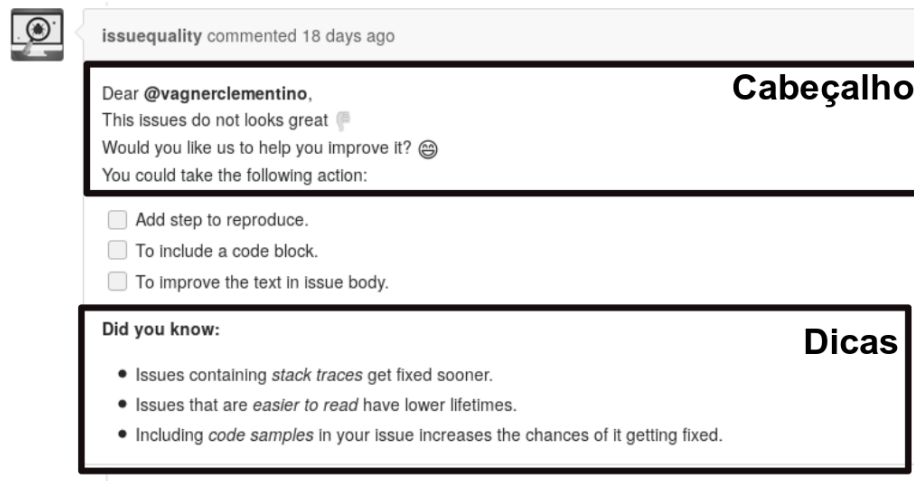 issuequality commented 18 days ago
Cabeçalho
Dear @vagnerclementino,
This issues do not looks great 👎
Would you like us to help you improve it? 😄
You could take the following action:
Add step to reproduce.
To include a code block.
To improve the text in issue body.
Did you know:
Dicas
Issues containing stack traces get fixed sooner.
Issues that are easier to read have lower lifetimes.
Including code samples in your issue increases the chances of it getting fixed.